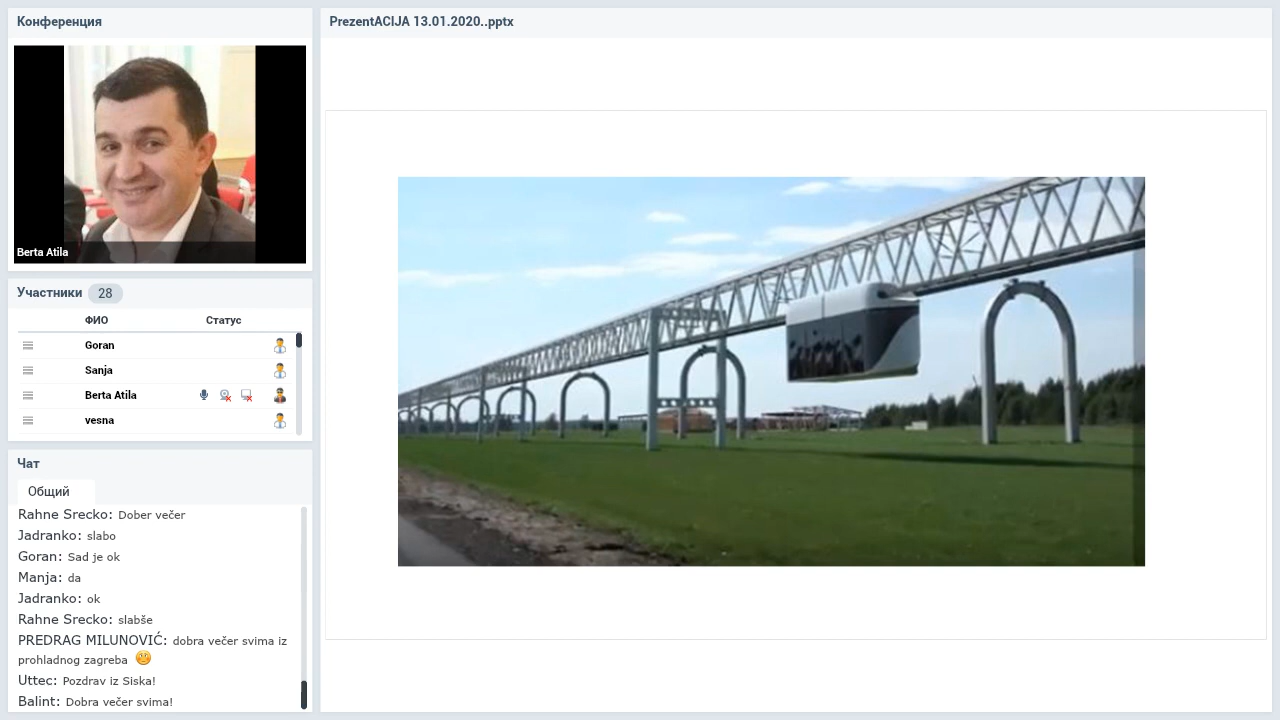 Конференция
Berta Atila
Участники 28
ФИО Статус
Goran
Sanja
Berta Atila
vesna
Чат
Общий
Rahne Srecko: Dober večer
Jadranko: slabo
Goran: Sad je ok
Manja: da
Jadranko: ok
Rahne Srecko: slabše
PREDRAG MILUNOVIĆ: dobra večer svima iz
prohladnog zagreba
Uttec: Pozdrav iz Siska!
Balint: Dobra večer svima!
PrezentACIJA 13.01.2020..pptx